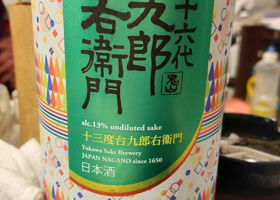 十六代
九郎
右衛門
alc.13% undiluted sake
十三度台九郎右衛門
Yukawa Sake Brewery
JAPAN NAGANO since 1650
日本酒